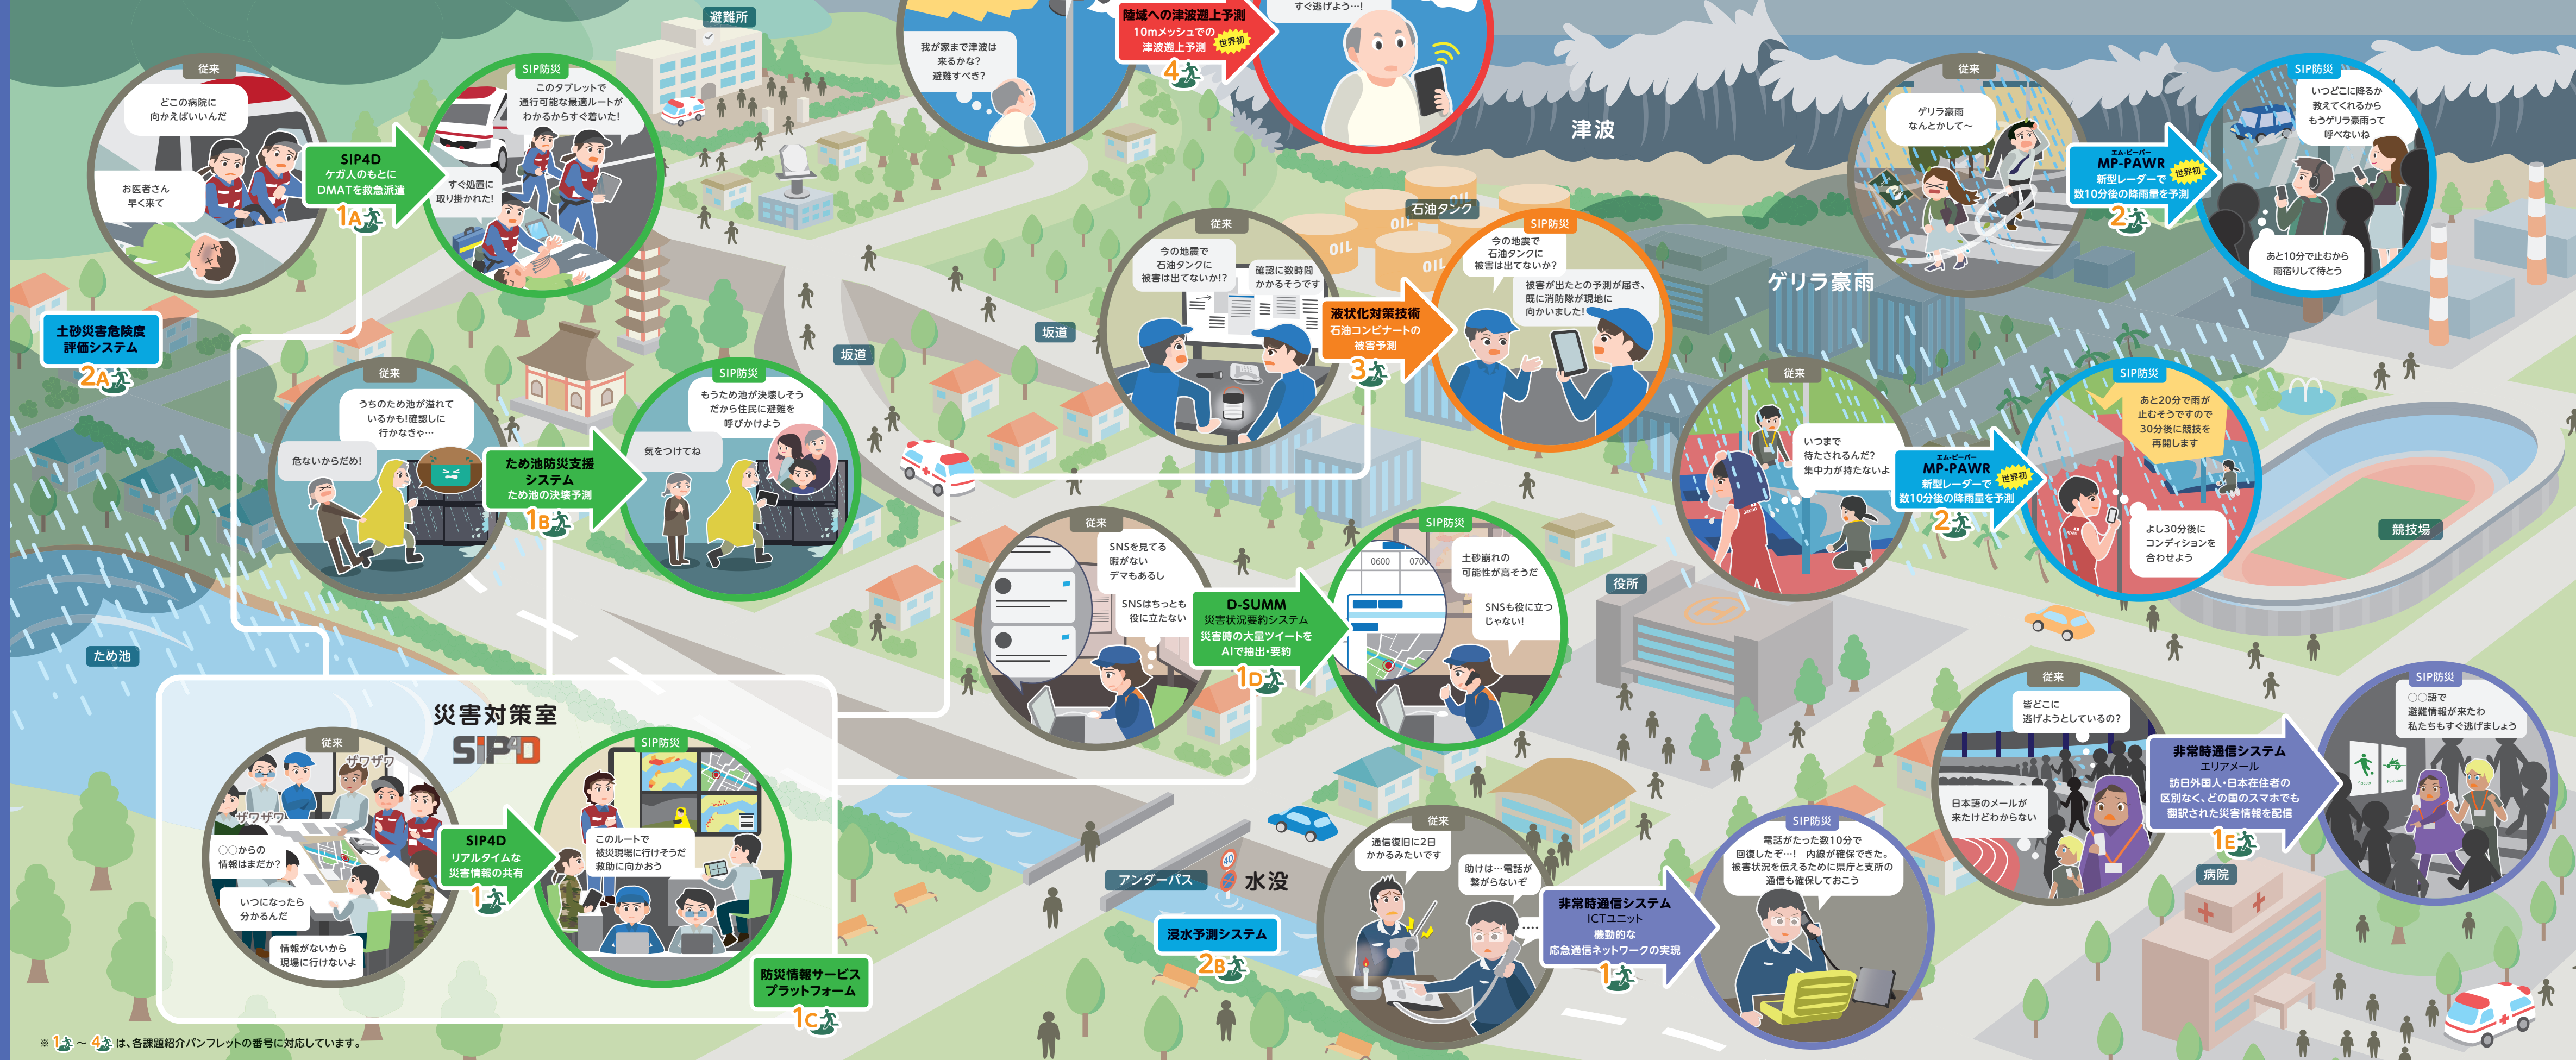 避難所
我が家まで津波は
来るかな?
避難すべき?
陸域への津波遡上予測
10mメッシュでの
津波遡上予測
世界初
4
すぐ逃げよう…!
津波
従来
どこの病院に
向かえばいいんだ
お医者さん
早く来て
SIP4D
ケガ人のもとに
DMATを救急派遣
1A
SIP防災
このタブレットで
通行可能な最適ルートが
わかるからすぐ着いた!
すぐ処置に
取り掛かれた!
従来
ゲリラ豪雨
なんとかして〜
エム・ピーパー
MP-PAWR
新型レーダーで
数10分後の降雨量を予測
世界初
2
SIP防災
いつどこに降るか
教えてくれるから
もうゲリラ豪雨って
呼べないね
あと10分で止むから
雨宿りして待とう
石油タンク
OIL
OIL
OIL
OIL
従来
今の地震で
石油タンクに
被害は出てないか!?
確認に数時間
かかるそうです
液状化対策技術
石油コンビナートの
被害予測
3
SIP防災
今の地震で
石油タンクに
被害は出てないか?
被害が出たとの予測が届き、
既に消防隊が現地に
向かいました!
ゲリラ豪雨
坂道
坂道
土砂災害危険度
評価システム
2A
従来
うちのため池が溢れて
いるかも!確認しに
行かなきゃ…
危ないからだめ!
ため池防災支援
システム
ため池の決壊予測
1B
SIP防災
もうため池が決壊しそう
だから住民に避難を
呼びかけよう
気をつけてね
従来
いつまで
待たされるんだ?
集中力が持たないよ
エム・ピーパー
MP-PAWR
新型レーダーで
数10分後の降雨量を予測
世界初
2
SIP防災
あと20分で雨が
止むそうですので
30分後に競技を
再開します
よし30分後に
コンディションを
合わせよう
競技場
従来
SNSを見てる
暇がない
デマもあるし
SNSはちっとも
役に立たない
D-SUMM
災害状況要約システム
災害時の大量ツイートを
AIで抽出・要約
1D
SIP防災
0600
0700
土砂崩れの
可能性が高そうだ
SNSも役に立つ
じゃない!
役所
ため池
災害対策室
SIP4D
従来
ザワザワ
ザワザワ
○○からの
情報はまだか?
いつになったら
分かるんだ
情報がないから
現場に行けないよ
SIP4D
リアルタイムな
災害情報の共有
1
SIP防災
このルートで
被災現場に行けそうだ
救助に向かおう
防災情報サービス
プラットフォーム
1C
アンダーパス
40
水没
浸水予測システム
2B
従来
通信復旧に2日
かかるみたいです
助けは…電話が
繋がらないぞ
‥‥
非常時通信システム
ICTユニット
機動的な
応急通信ネットワークの実現
1
SIP防災
電話がたった数10分で
回復したぞ…! 内線が確保できた。
被害状況を伝えるために県庁と支所の
通信も確保しておこう
従来
皆どこに
逃げようとしているの?
日本語のメールが
来たけどわからない
非常時通信システム
エリアメール
訪日外国人・日本在住者の
区別なく、どの国のスマホでも
翻訳された災害情報を配信
1E
SIP防災
○○語で
避難情報が来たわ
私たちもすぐ逃げましょう
病院
※ 1 〜 4 は、各課題紹介パンフレットの番号に対応しています。